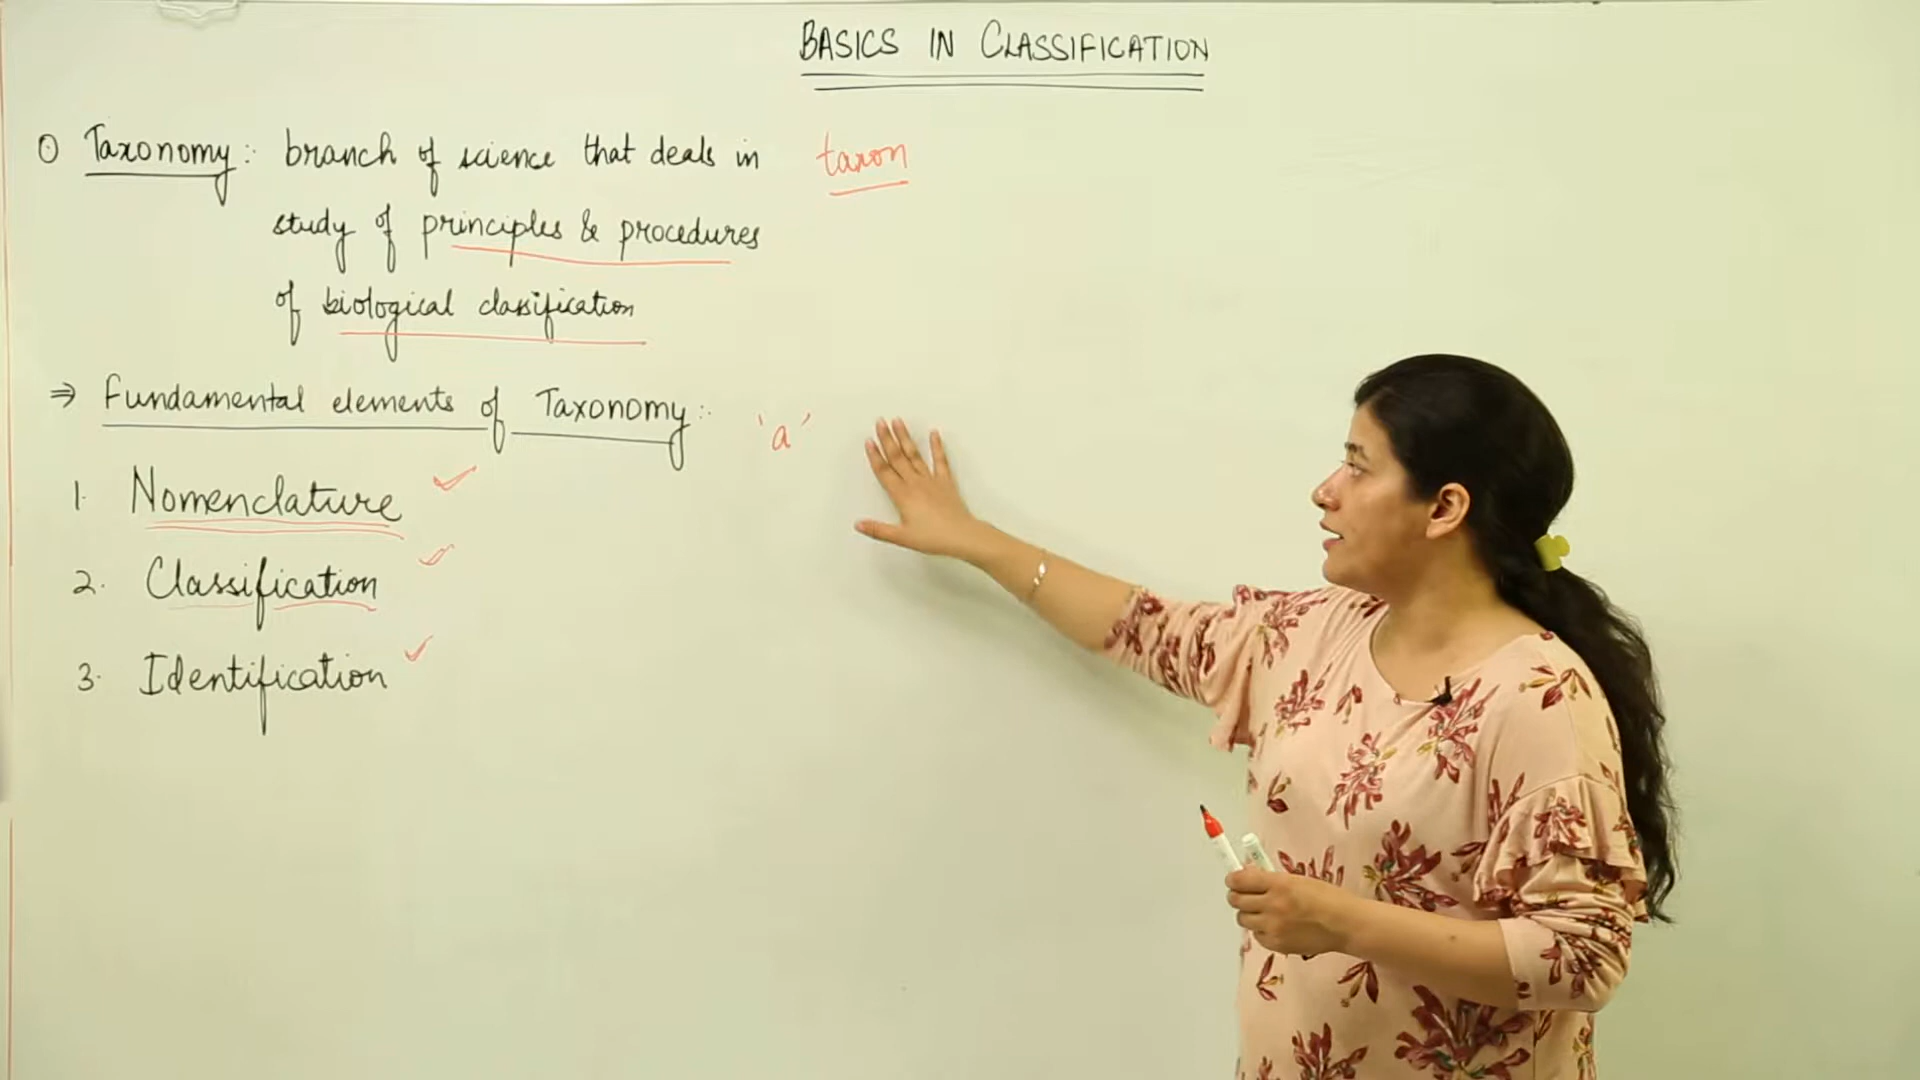 BASICS IN CLASSIFICATION
① Taxonomy: branch of science that deals in taxon
study of principles & procedures
of biological classification
⇒ Fundamental elements of Taxonomy: 'a'
1. Nomenclature ✓
2. Classification ✓
3. Identification ✓